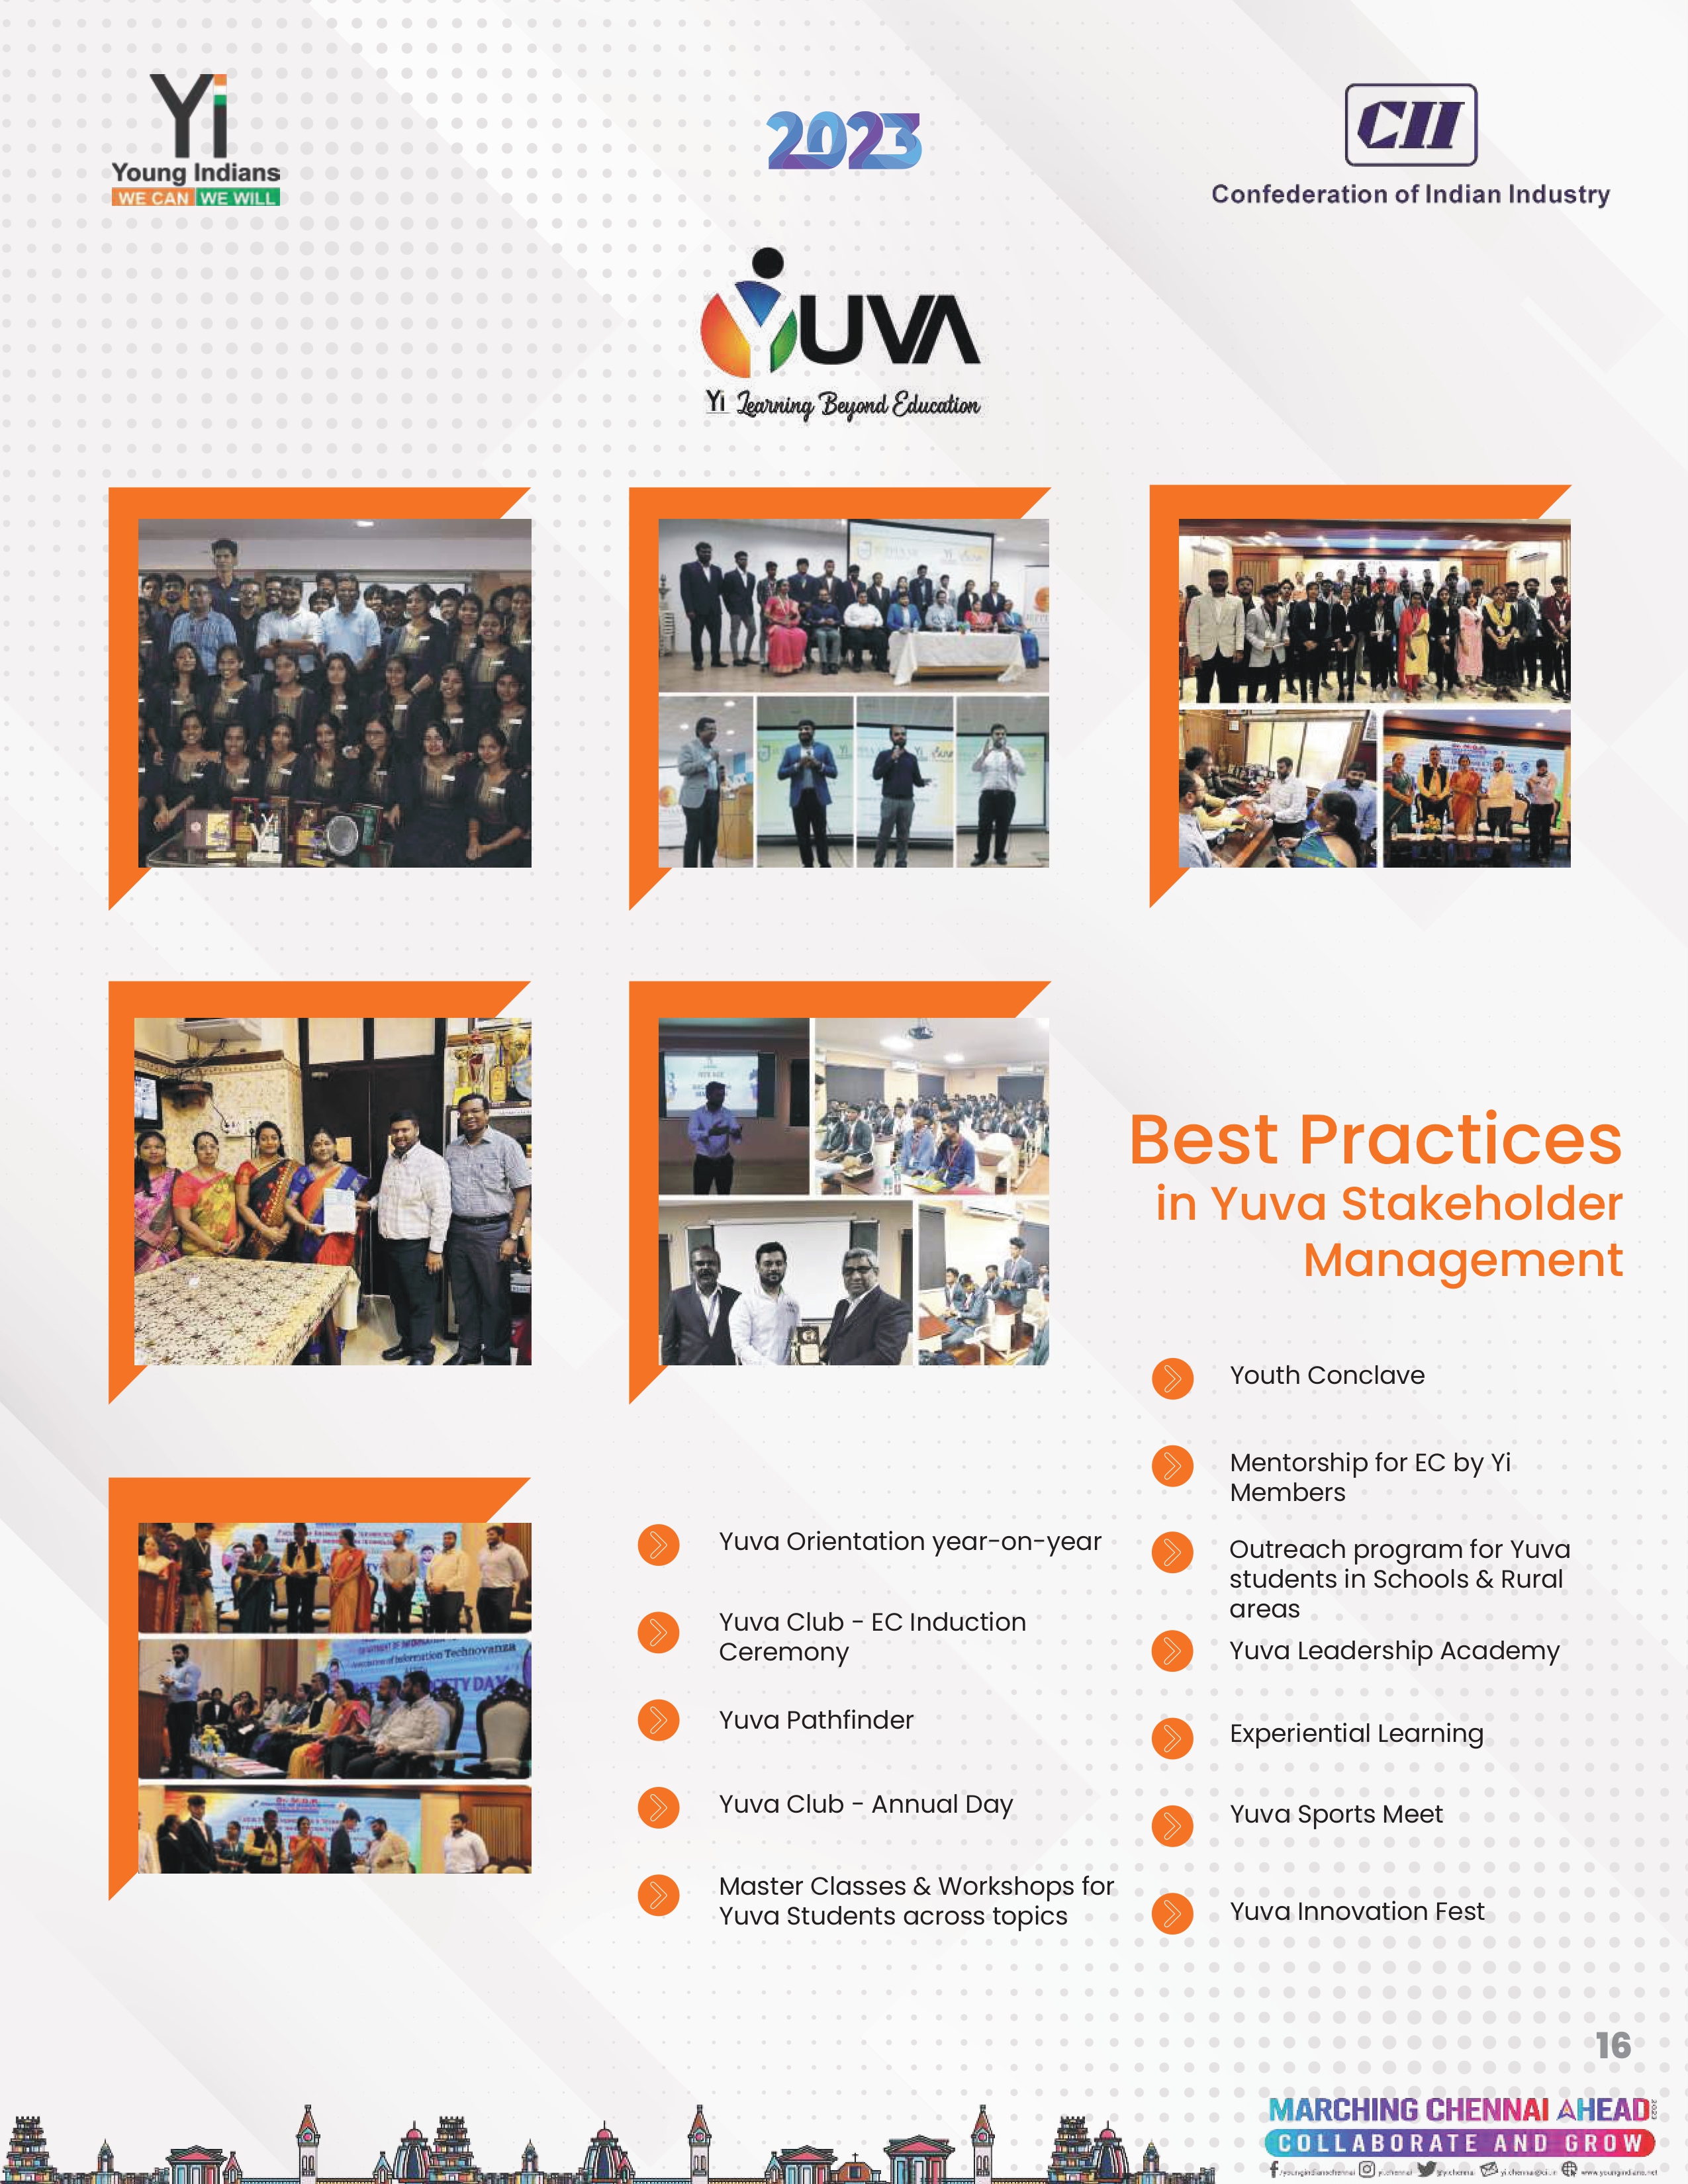 Yi
Young Indians
WE CAN WE WILL
2023
CII
Confederation of Indian Industry
YUVA
Yi Learning Beyond Education
Best Practices
in Yuva Stakeholder
Management
Yuva Orientation year-on-year
Yuva Club - EC Induction
Ceremony
Yuva Pathfinder
Yuva Club - Annual Day
Master Classes & Workshops for
Yuva Students across topics
Youth Conclave
Mentorship for EC by Yi
Members
Outreach program for Yuva
students in Schools & Rural
areas
Yuva Leadership Academy
Experiential Learning
Yuva Sports Meet
Yuva Innovation Fest
16
MARCHING CHENNAI AHEAD
2023
COLLABORATE AND GROW